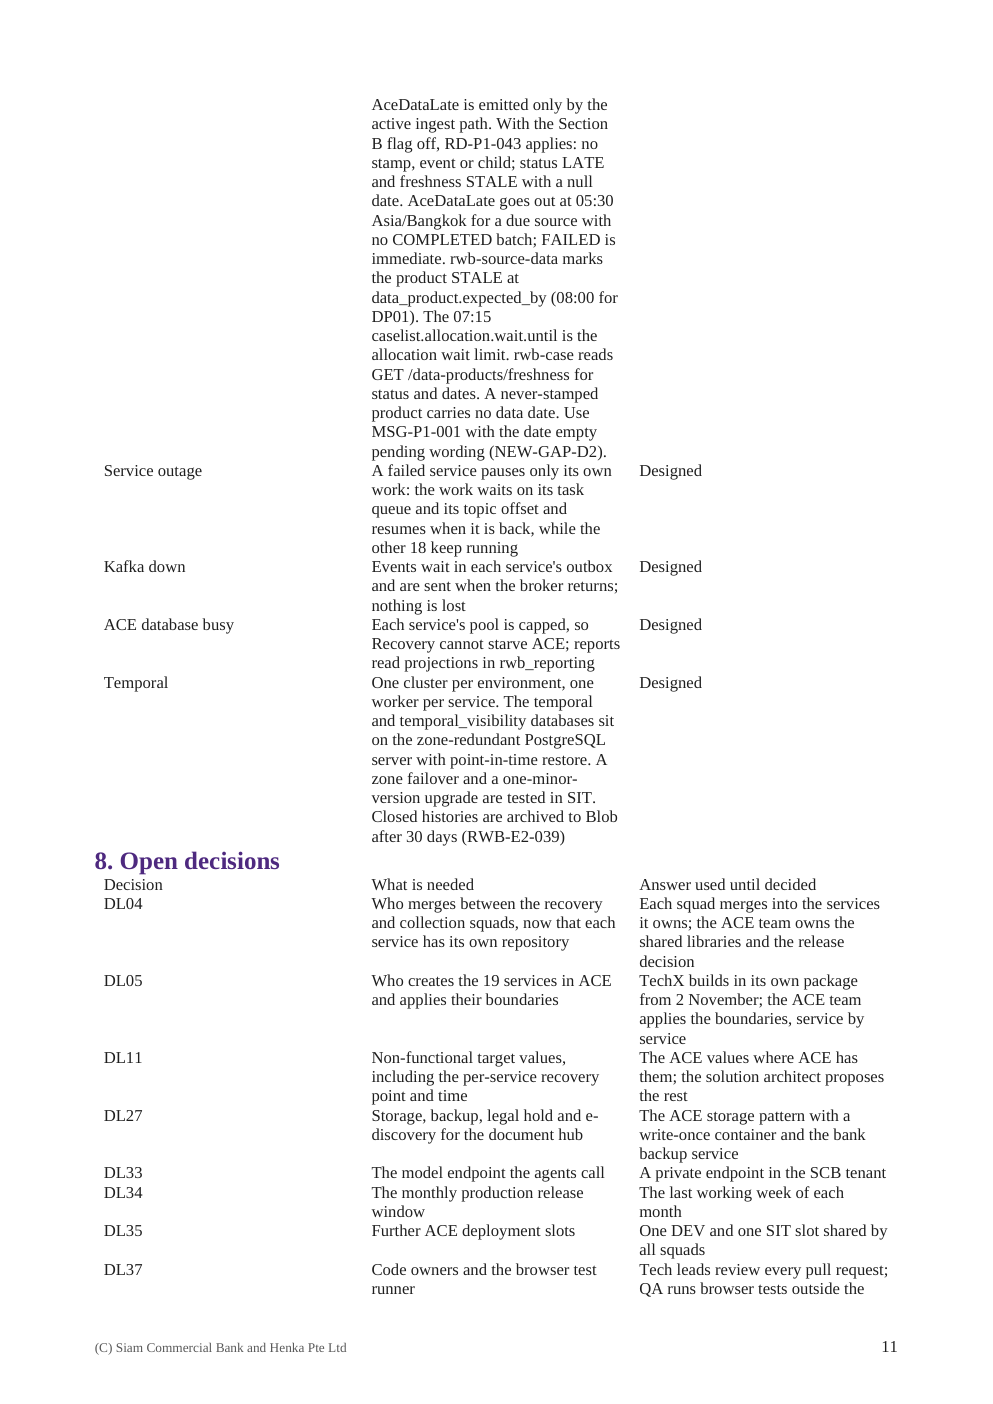 AceDataLate is emitted only by the
active ingest path. With the Section
B flag off, RD-P1-043 applies: no
stamp, event or child; status LATE
and freshness STALE with a null
date. AceDataLate goes out at 05:30
Asia/Bangkok for a due source with
no COMPLETED batch; FAILED is
immediate. rwb-source-data marks
the product STALE at
data_product.expected_by (08:00 for
DP01). The 07:15
caselist.allocation.wait.until is the
allocation wait limit. rwb-case reads
GET /data-products/freshness for
status and dates. A never-stamped
product carries no data date. Use
MSG-P1-001 with the date empty
pending wording (NEW-GAP-D2).
Service outage
A failed service pauses only its own
work: the work waits on its task
queue and its topic offset and
resumes when it is back, while the
other 18 keep running
Designed
Kafka down
Events wait in each service's outbox
and are sent when the broker returns;
nothing is lost
Designed
ACE database busy
Each service's pool is capped, so
Recovery cannot starve ACE; reports
read projections in rwb_reporting
Designed
Temporal
One cluster per environment, one
worker per service. The temporal
and temporal_visibility databases sit
on the zone-redundant PostgreSQL
server with point-in-time restore. A
zone failover and a one-minor-
version upgrade are tested in SIT.
Closed histories are archived to Blob
after 30 days (RWB-E2-039)
Designed
8. Open decisions
Decision
What is needed
Answer used until decided
DL04
Who merges between the recovery
and collection squads, now that each
service has its own repository
Each squad merges into the services
it owns; the ACE team owns the
shared libraries and the release
decision
DL05
Who creates the 19 services in ACE
and applies their boundaries
TechX builds in its own package
from 2 November; the ACE team
applies the boundaries, service by
service
DL11
Non-functional target values,
including the per-service recovery
point and time
The ACE values where ACE has
them; the solution architect proposes
the rest
DL27
Storage, backup, legal hold and e-
discovery for the document hub
The ACE storage pattern with a
write-once container and the bank
backup service
DL33
The model endpoint the agents call
A private endpoint in the SCB tenant
DL34
The monthly production release
window
The last working week of each
month
DL35
Further ACE deployment slots
One DEV and one SIT slot shared by
all squads
DL37
Code owners and the browser test
runner
Tech leads review every pull request;
QA runs browser tests outside the
(C) Siam Commercial Bank and Henka Pte Ltd
11